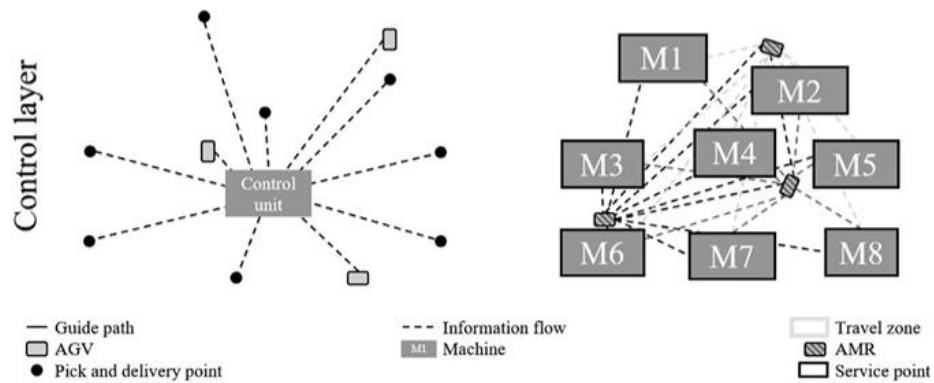 Control layer
Control
unit
M1
M2
M3
M4
M5
M6
M7
M8
Guide path
AGV
Pick and delivery point
Information flow
M1 Machine
Travel zone
AMR
Service point